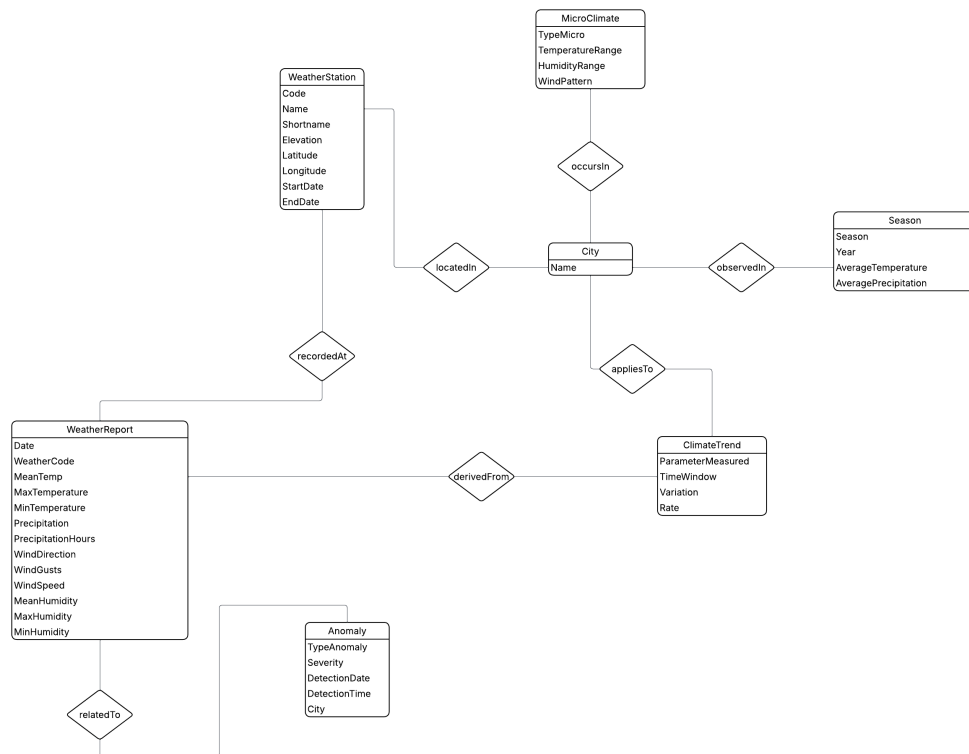 MicroClimate
TypeMicro
TemperatureRange
HumidityRange
WindPattern
WeatherStation
Code
Name
Shortname
Elevation
Latitude
Longitude
StartDate
EndDate
occursIn
Season
Season
Year
AverageTemperature
AveragePrecipitation
City
Name
locatedIn
observedIn
recordedAt
appliesTo
WeatherReport
Date
WeatherCode
MeanTemp
MaxTemperature
MinTemperature
Precipitation
PrecipitationHours
WindDirection
WindGusts
WindSpeed
MeanHumidity
MaxHumidity
MinHumidity
derivedFrom
ClimateTrend
ParameterMeasured
TimeWindow
Variation
Rate
Anomaly
TypeAnomaly
Severity
DetectionDate
DetectionTime
City
relatedTo